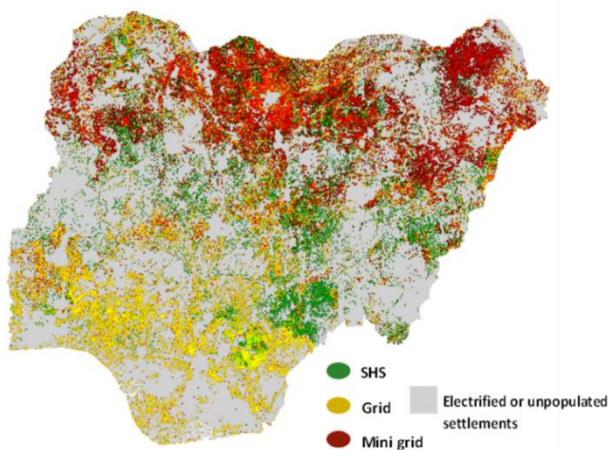 SHS
Grid
Mini grid
Electrified or unpopulated
settlements